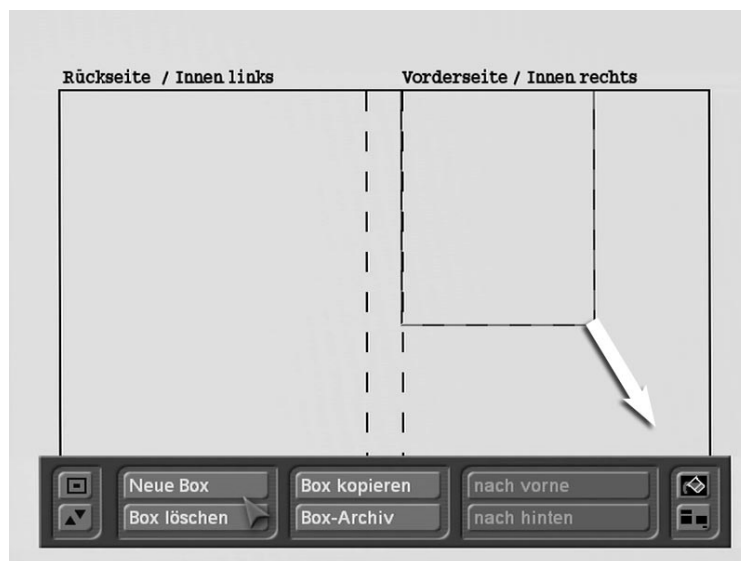 Rückseite / Innen links
Vorderseite / Innen rechts
Neue Box
Box kopieren
nach vorne
Box löschen
Box-Archiv
nach hinten